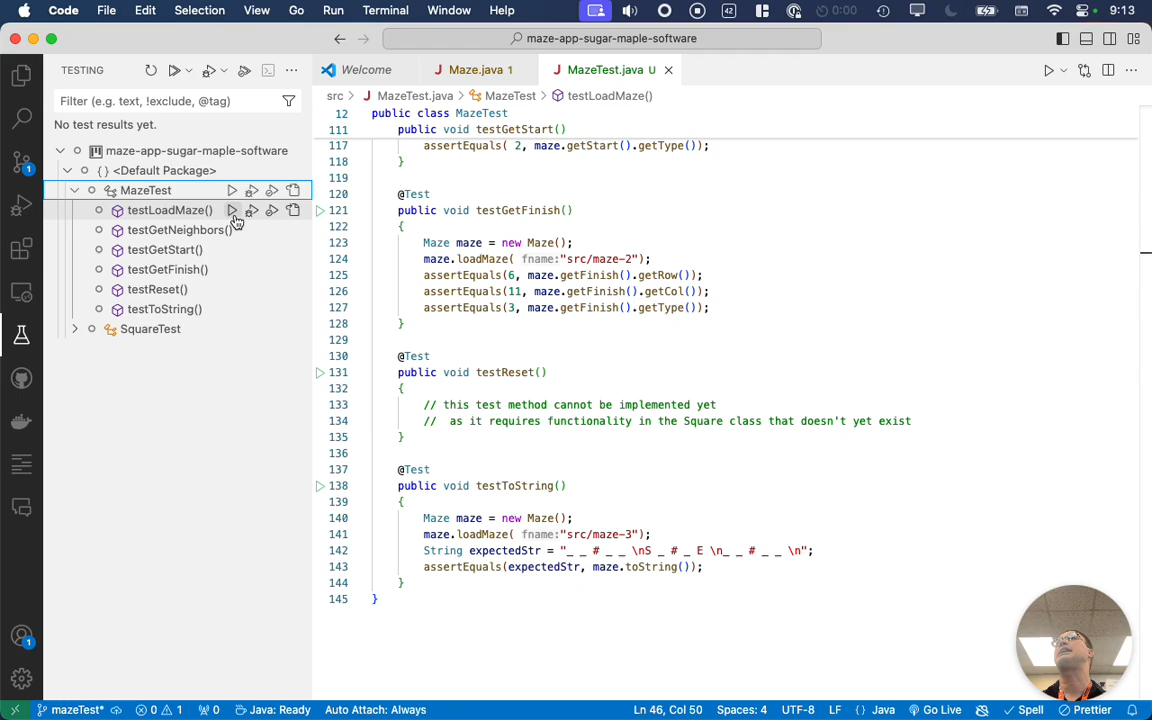 Code File Edit Selection View Go Run Terminal Window Help 42 0:00 9:13
maze-app-sugar-maple-software
TESTING
Welcome
J Maze.java 1
J MazeTest.java U
Filter (e.g. text, !exclude, @tag)
src > J MazeTest.java > MazeTest > testLoadMaze()
No test results yet.
maze-app-sugar-maple-software
{ } <Default Package>
MazeTest
testLoadMaze()
testGetNeighbors()
testGetStart()
testGetFinish()
testReset()
testToString()
SquareTest
1
1
12 public class MazeTest
111 public void testGetStart()
117 assertEquals( 2, maze.getStart().getType());
118 }
119
120 @Test
121 public void testGetFinish()
122 {
123 Maze maze = new Maze();
124 maze.loadMaze( fname:"src/maze-2");
125 assertEquals(6, maze.getFinish().getRow());
126 assertEquals(11, maze.getFinish().getCol());
127 assertEquals(3, maze.getFinish().getType());
128 }
129
130 @Test
131 public void testReset()
132 {
133 // this test method cannot be implemented yet
134 //  as it requires functionality in the Square class that doesn't yet exist
135 }
136
137 @Test
138 public void testToString()
139 {
140 Maze maze = new Maze();
141 maze.loadMaze( fname:"src/maze-3");
142 String expectedStr = "_ _ # _ _ \nS _ # _ E \n_ _ # _ _ \n";
143 assertEquals(expectedStr, maze.toString());
144 }
145 }
mazeTest* 0 1 0 Java: Ready Auto Attach: Always Ln 46, Col 50 Spaces: 4 UTF-8 LF { } Java Go Live Spell Prettier